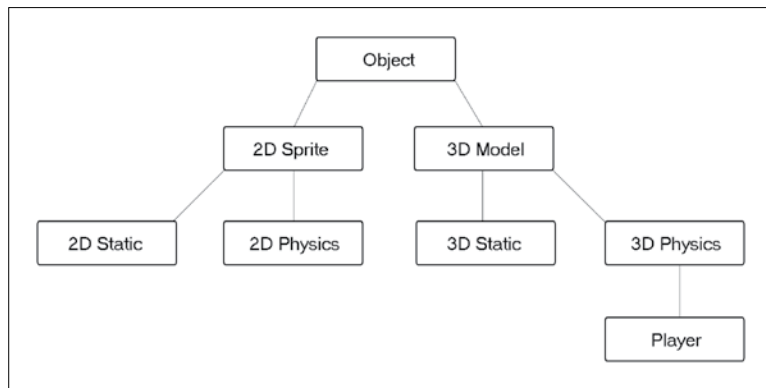 Object
2D Sprite
3D Model
2D Static
2D Physics
3D Static
3D Physics
Player